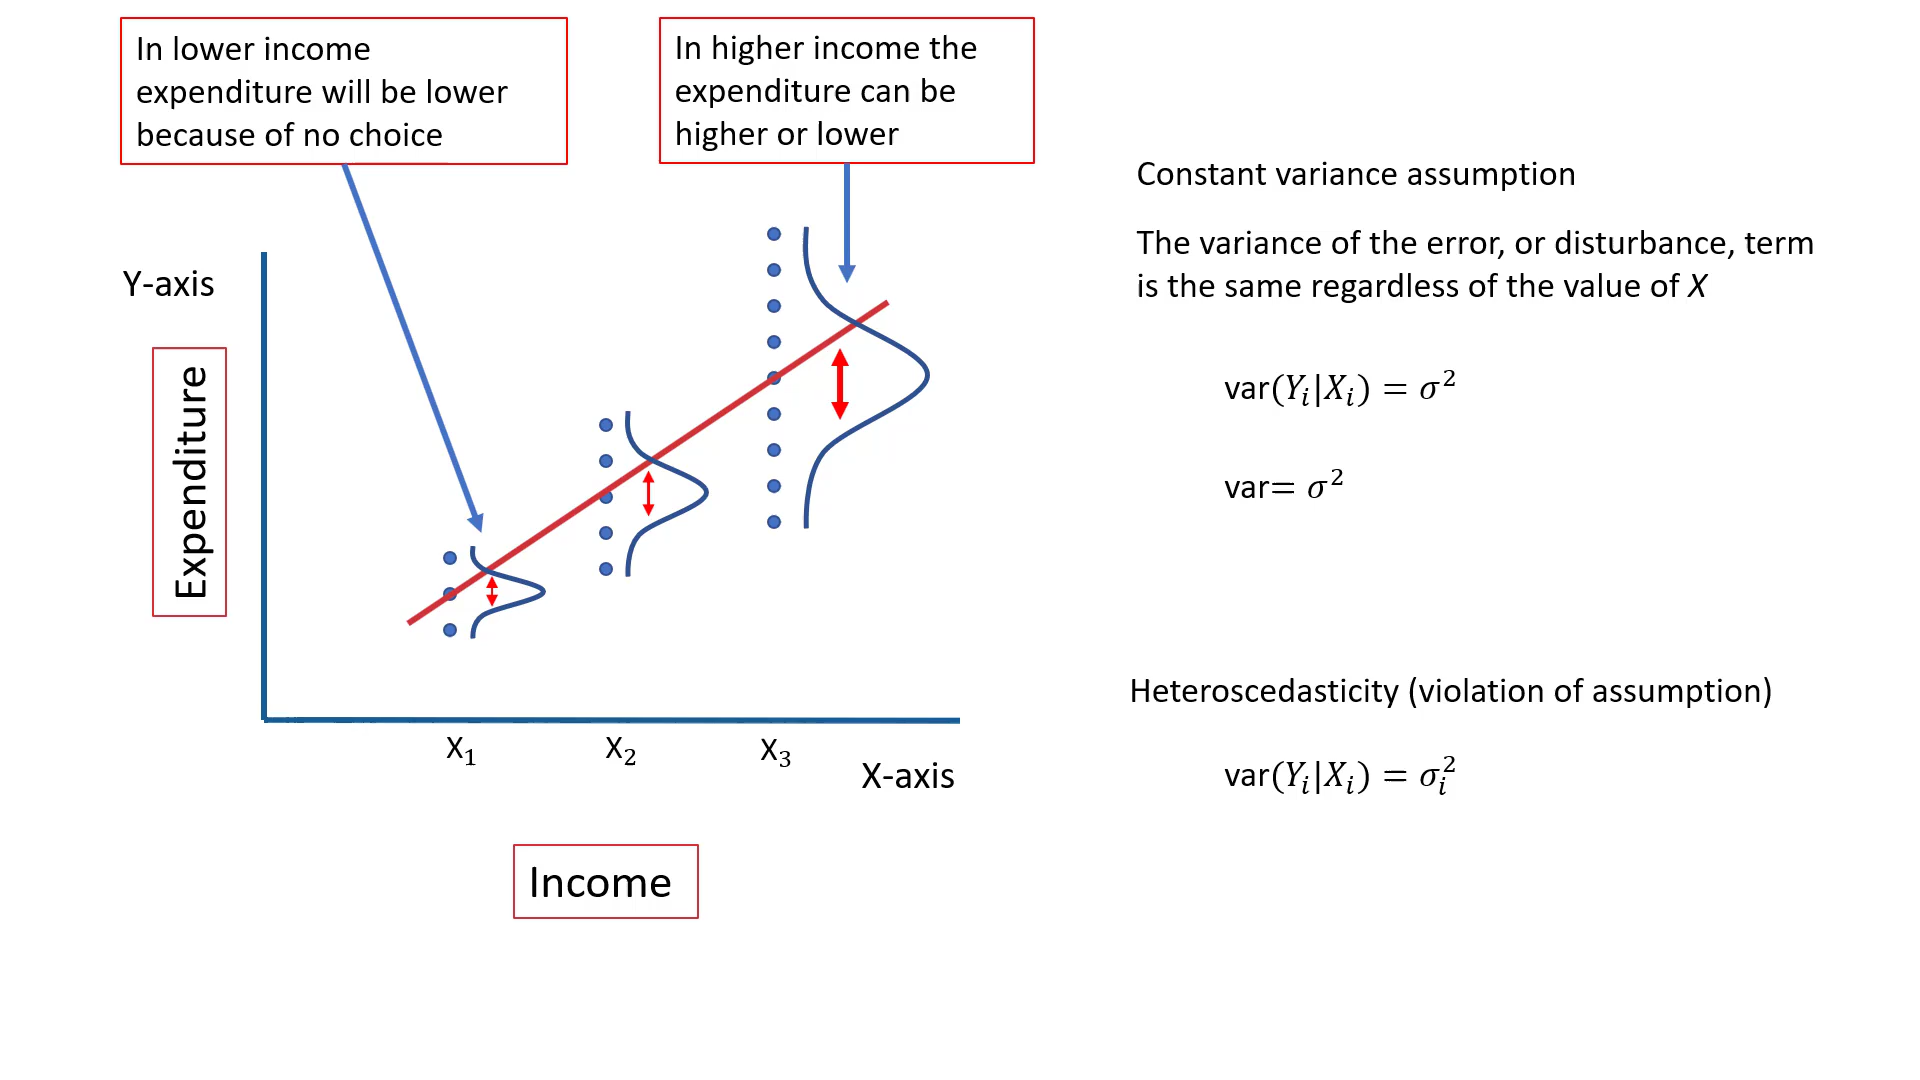 In lower income
expenditure will be lower
because of no choice
In higher income the
expenditure can be
higher or lower
Y-axis
Expenditure
X₁
X₂
X₃
X-axis
Income
Constant variance assumption
The variance of the error, or disturbance, term
is the same regardless of the value of X
var(Yᵢ|Xᵢ) = σ²
var= σ²
Heteroscedasticity (violation of assumption)
var(Yᵢ|Xᵢ) = σᵢ²